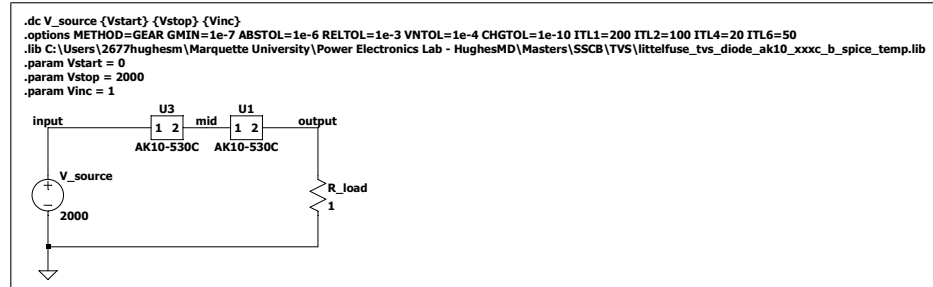 .dc V_source {Vstart} {Vstop} {Vinc}
.options METHOD=GEAR GMIN=1e-7 ABSTOL=1e-6 RELTOL=1e-3 VNTOL=1e-4 CHGTOL=1e-10 ITL1=200 ITL2=100 ITL4=20 ITL6=50
.lib C:\Users\2677hughesm\Marquette University\Power Electronics Lab - HughesMD\Masters\SSCB\TVS\littelfuse_tvs_diode_ak10_xxxc_b_spice_temp.lib
.param Vstart = 0
.param Vstop = 2000
.param Vinc = 1
U3 U1
input 1 2 mid 1 2 output
AK10-530C AK10-530C
V_source
R_load
+
1
-
2000